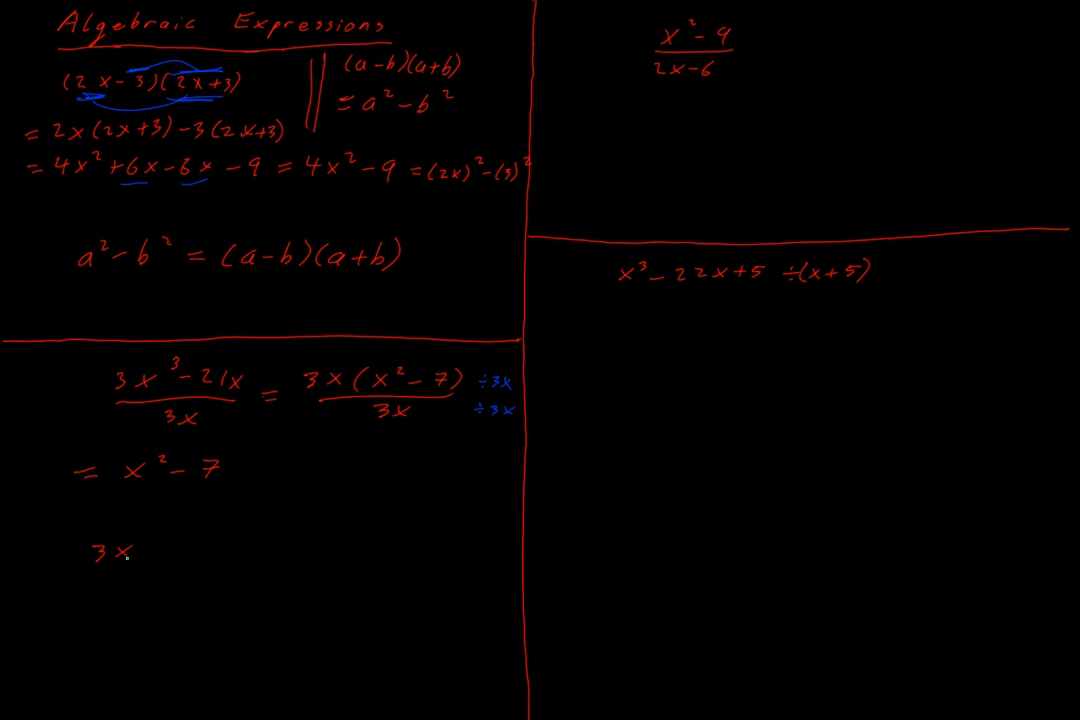 Algebraic Expressions
(2x-3)(2x+3)
= 2x(2x+3)-3(2x+3)
= 4x²+6x-6x-9 = 4x²-9 = (2x)²-(3)²
(a-b)(a+b)
= a²-b²
a²-b² = (a-b)(a+b)
3x³-21x / 3x = 3x(x²-7) / 3x ÷3x ÷3x
= x²-7
3x
x²-9 / 2x-6
x³-22x+5 ÷(x+5)